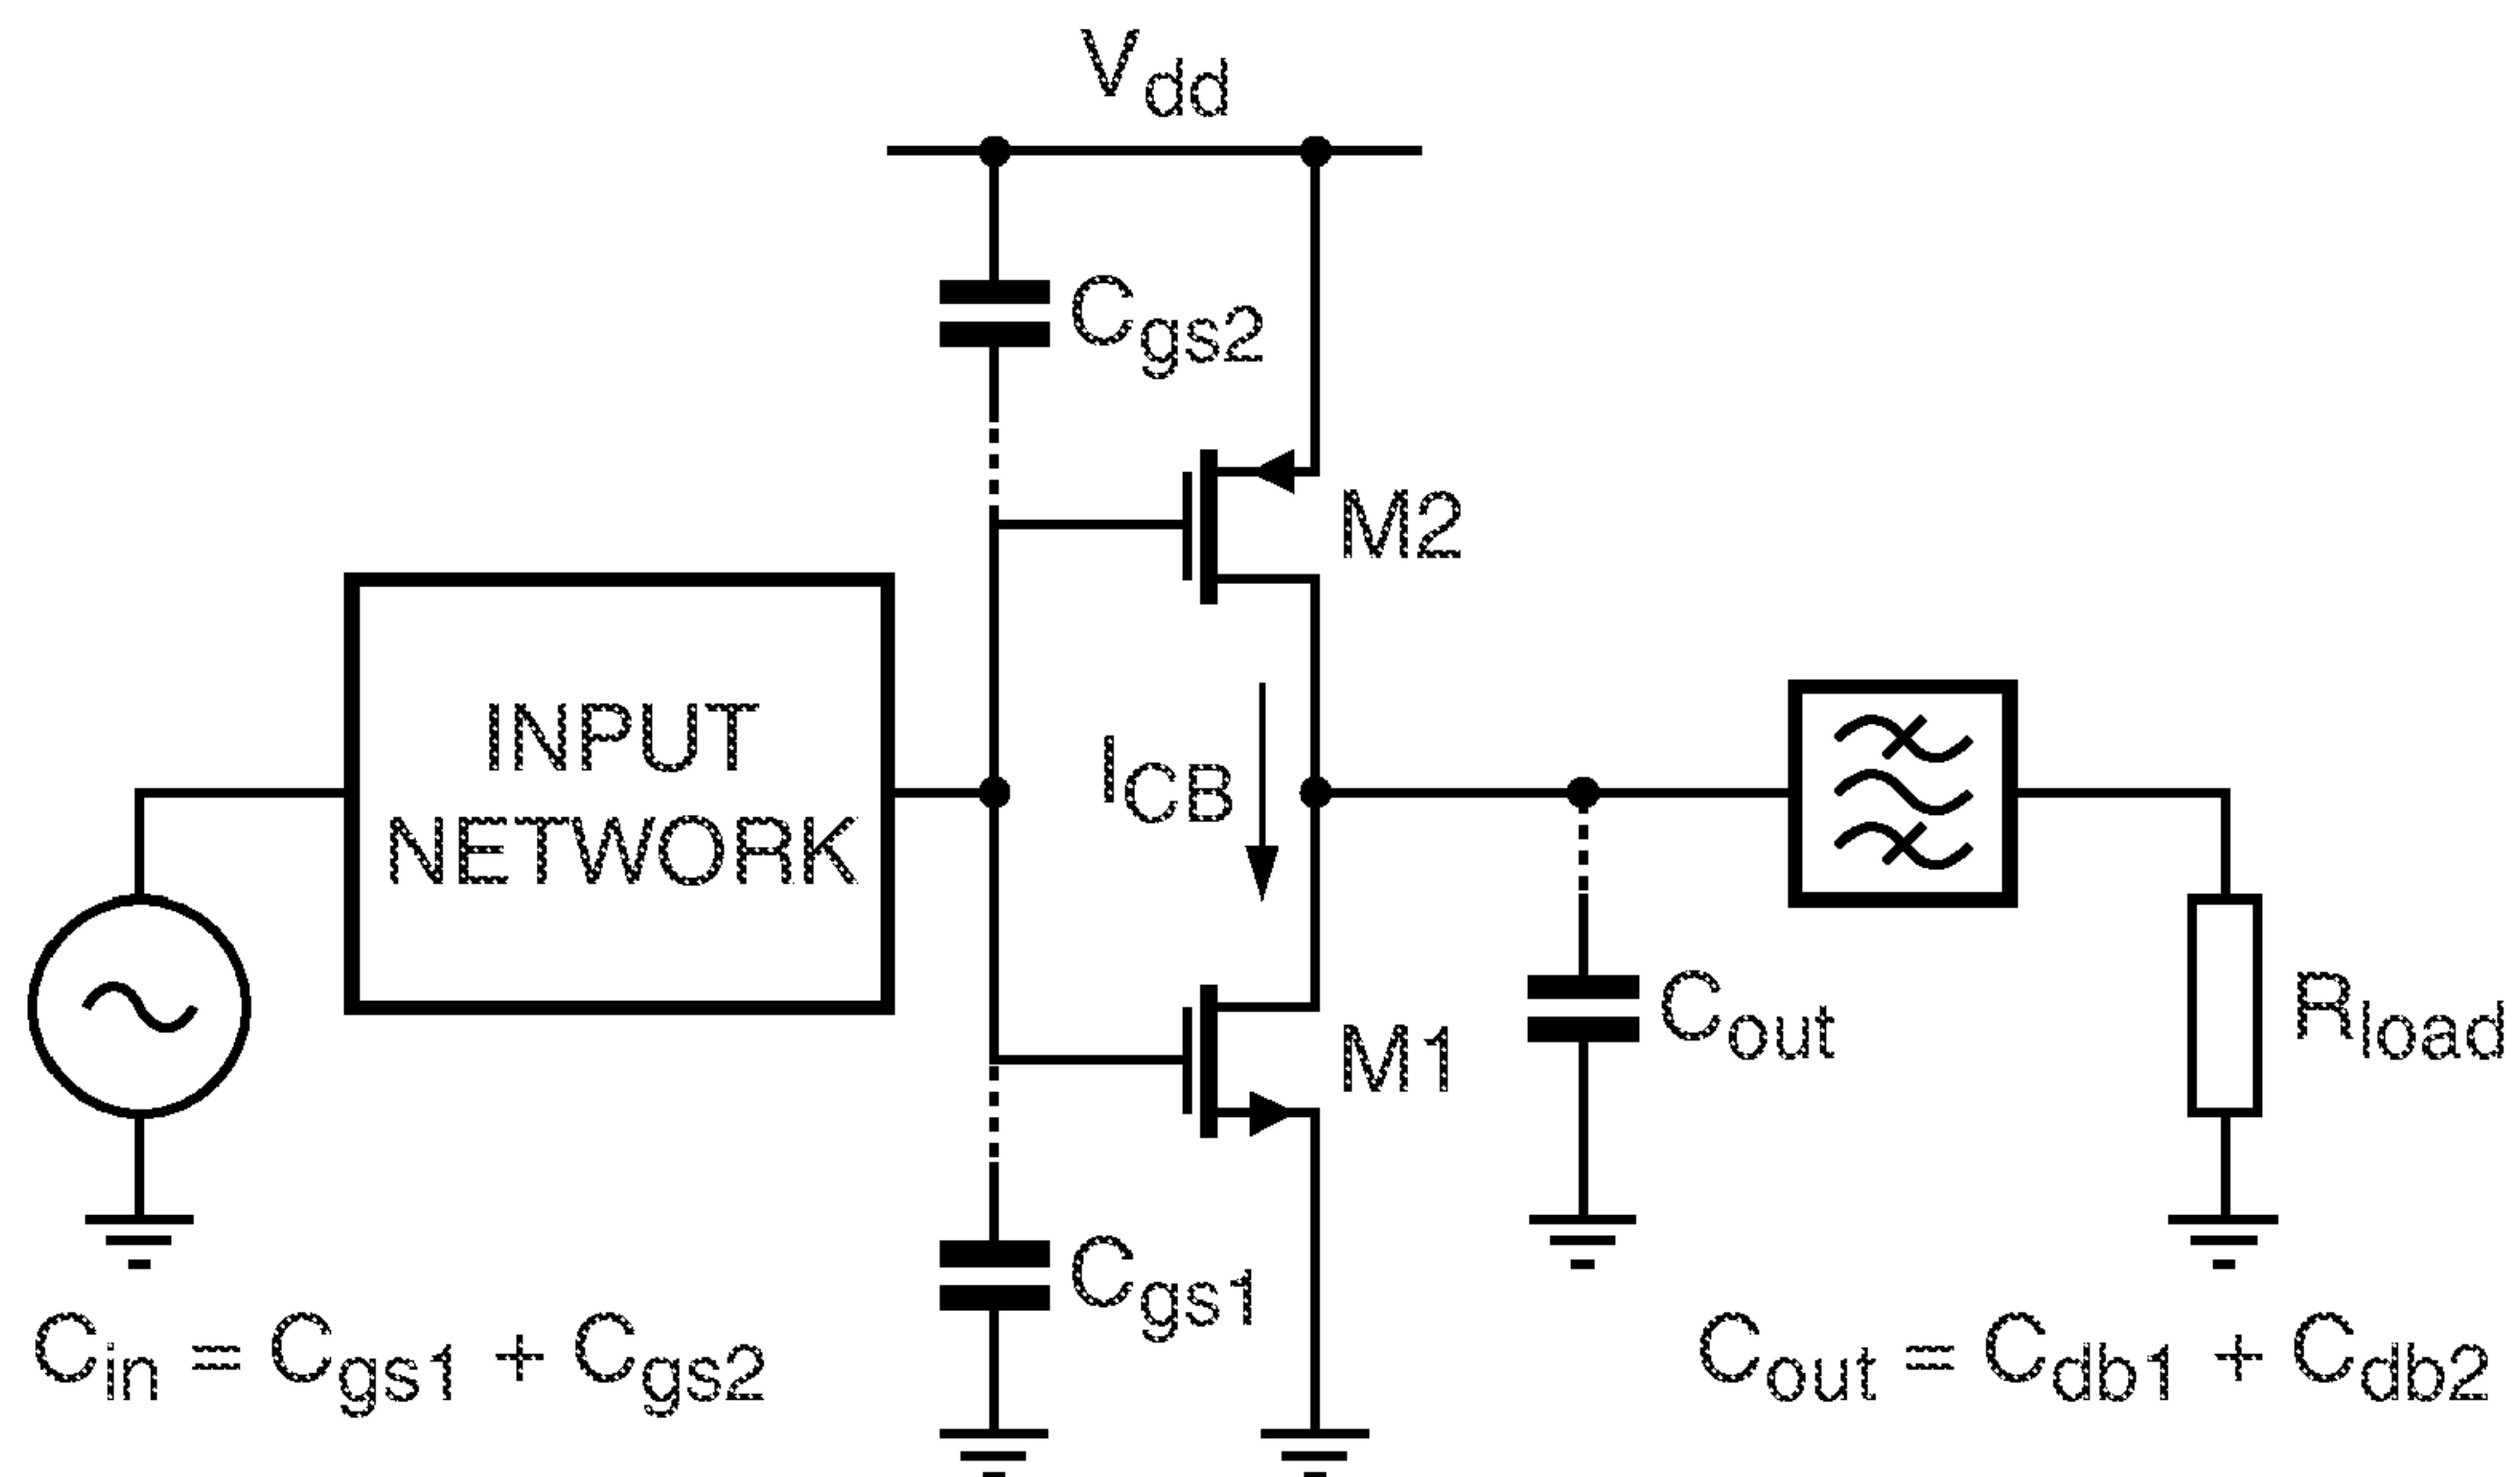 Vdd
Cgs2
M2
INPUT
NETWORK
ICB
M1
Cout
Rload
Cgs1
Cin = Cgs1 + Cgs2
Cout = Cdb1 + Cdb2